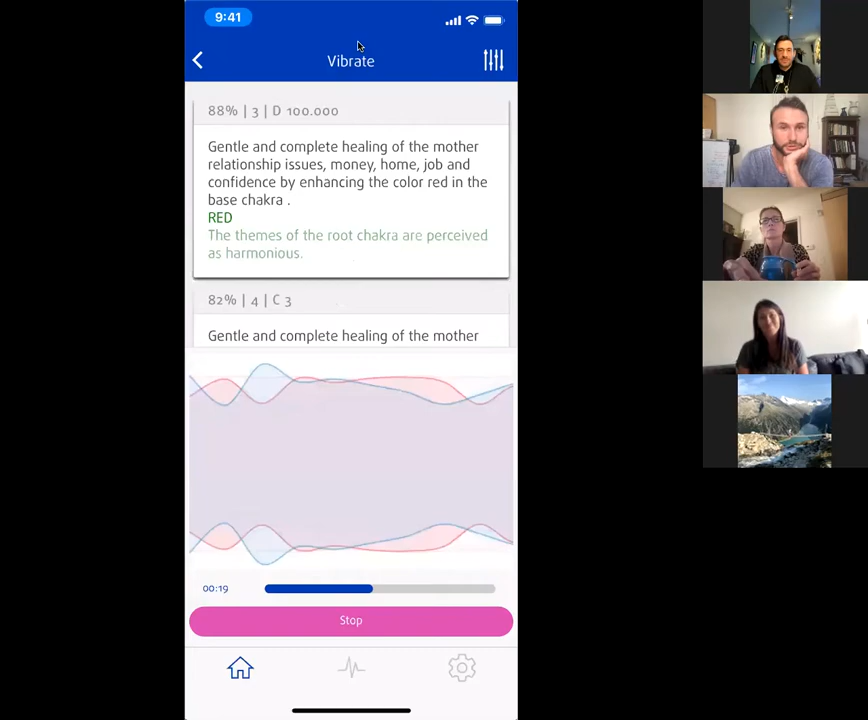 9:41
Vibrate
88% | 3 | D 100.000
Gentle and complete healing of the mother
relationship issues, money, home, job and
confidence by enhancing the color red in the
base chakra .
RED
The themes of the root chakra are perceived
as harmonious.
82% | 4 | C 3
Gentle and complete healing of the mother
00:19
Stop